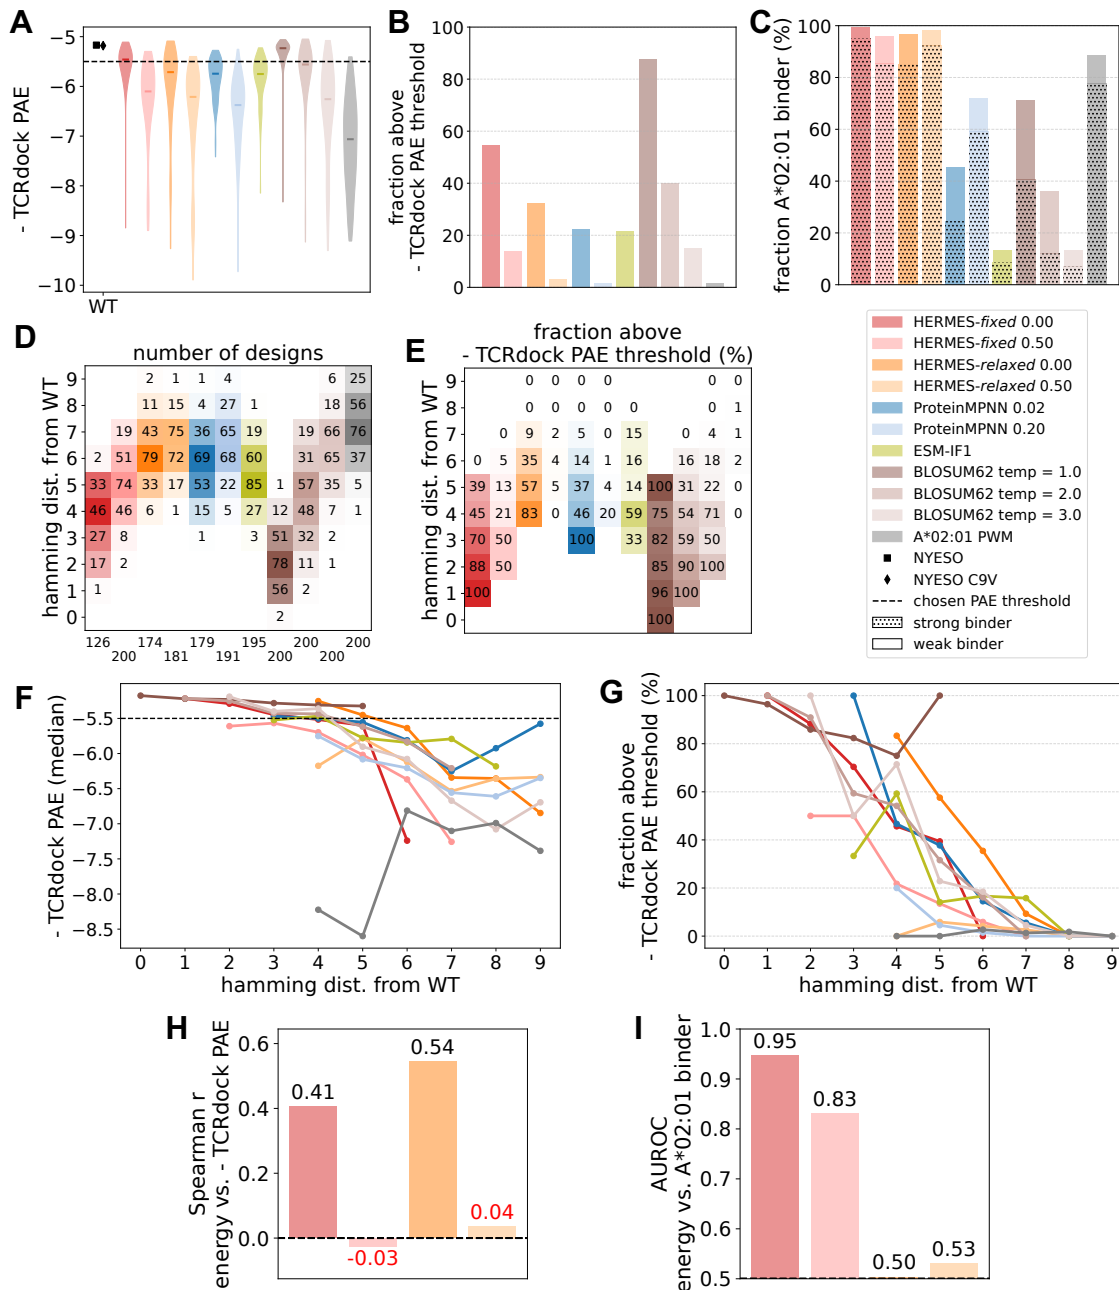 A
- TCRdock PAE
−5
−6
−7
−8
−9
−10
WT
B
fraction above
- TCRdock PAE threshold
100
80
60
40
20
0
C
fraction A*02:01 binder (%)
100
80
60
40
20
0
HERMES-fixed 0.00
HERMES-fixed 0.50
HERMES-relaxed 0.00
HERMES-relaxed 0.50
ProteinMPNN 0.02
ProteinMPNN 0.20
ESM-IF1
BLOSUM62 temp = 1.0
BLOSUM62 temp = 2.0
BLOSUM62 temp = 3.0
A*02:01 PWM
NYESO
NYESO C9V
chosen PAE threshold
strong binder
weak binder
D
number of designs
hamming dist. from WT
9 2 1 1 4 6 25
8 11 15 4 27 1 18 56
7 19 43 75 36 65 19 19 66 76
6 2 51 79 72 69 68 60 31 65 37
5 33 74 33 17 53 22 85 57 35 5
4 46 46 6 1 15 5 27 12 48 7 1
3 27 8 1 3 51 32 2
2 17 2 78 11 1
1 1 56 2
0 2
126 174 179 195 200 200
200 181 191 200 200
E
fraction above
- TCRdock PAE threshold (%)
hamming dist. from WT
9 0 0 0 0 0 0
8 0 0 0 0 0 0 1
7 0 9 2 5 0 15 0 4 1
6 0 5 35 4 14 1 16 16 18 2
5 39 13 57 5 37 4 14 100 31 22 0
4 45 21 83 0 46 20 59 75 54 71 0
3 70 50 100 33 82 59 50
2 88 50 85 90 100
1 100 96 100
0 100
F
- TCRdock PAE (median)
−5.5
−6.0
−6.5
−7.0
−7.5
−8.0
−8.5
0 1 2 3 4 5 6 7 8 9
hamming dist. from WT
G
fraction above
- TCRdock PAE threshold (%)
100
80
60
40
20
0
0 1 2 3 4 5 6 7 8 9
hamming dist. from WT
H
Spearman r
energy vs. - TCRdock PAE
0.6
0.4
0.2
0.0
0.41
-0.03
0.54
0.04
I
AUROC
energy vs. A*02:01 binder
1.0
0.9
0.8
0.7
0.6
0.5
0.95
0.83
0.50
0.53